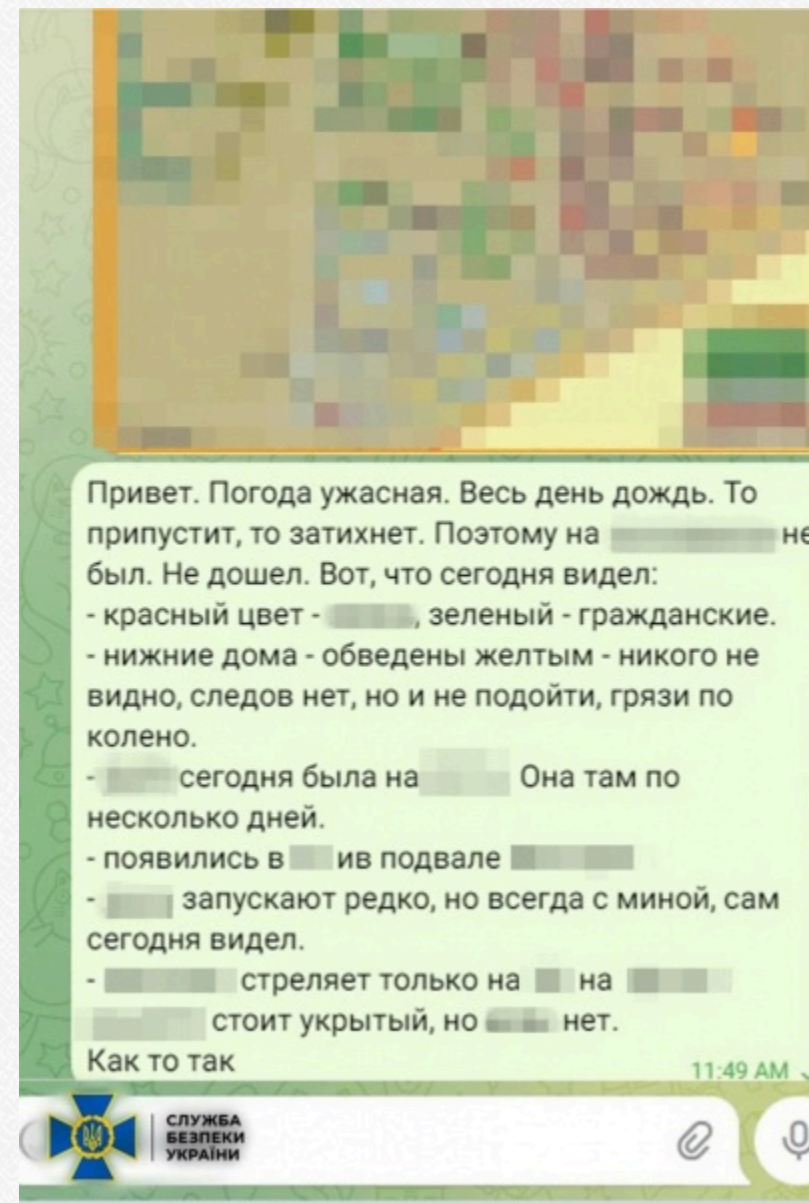 Привет. Погода ужасная. Весь день дождь. То
припустит, то затихнет. Поэтому на не
был. Не дошел. Вот, что сегодня видел:
- красный цвет - , зеленый - гражданские.
- нижние дома - обведены желтым - никого не
видно, следов нет, но и не подойти, грязи по
колено.
- сегодня была на Она там по
несколько дней.
- появились в ив подвале
- запускают редко, но всегда с миной, сам
сегодня видел.
- стреляет только на на
стоит укрытый, но нет.
Как то так
11:49 AM
СЛУЖБА
БЕЗПЕКИ
УКРАЇНИ